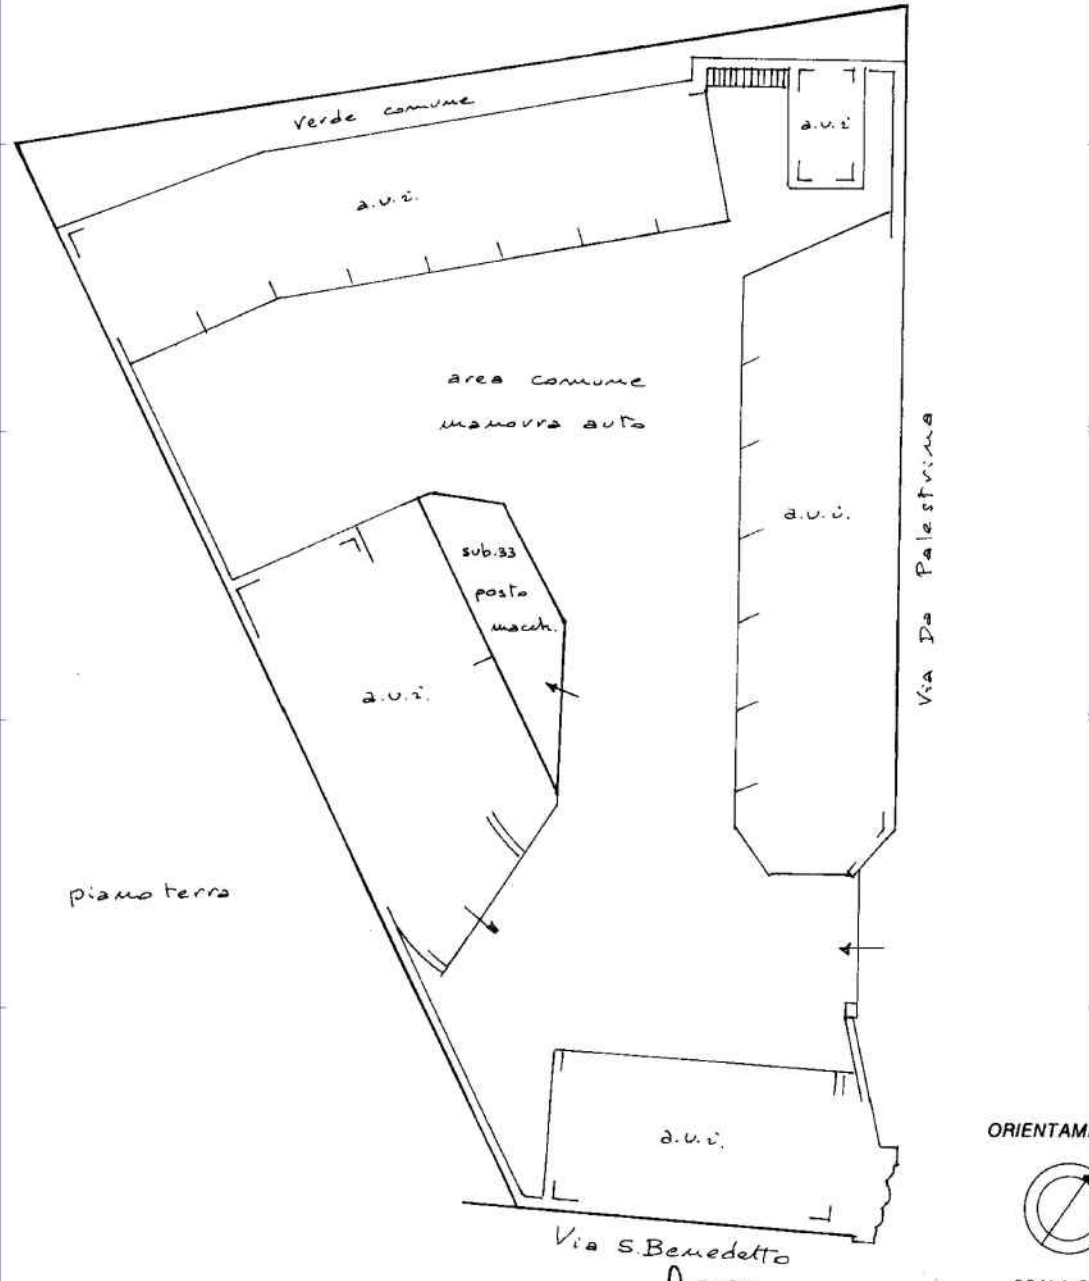 verde comune
a.u.i
a.u.i.
area comune
manovra auto
Via Da Palestrina
a.u.i.
sub.33
posto
macch.
a.u.i.
piano terra
a.u.i.
ORIENTAM
Via S.Benedetto